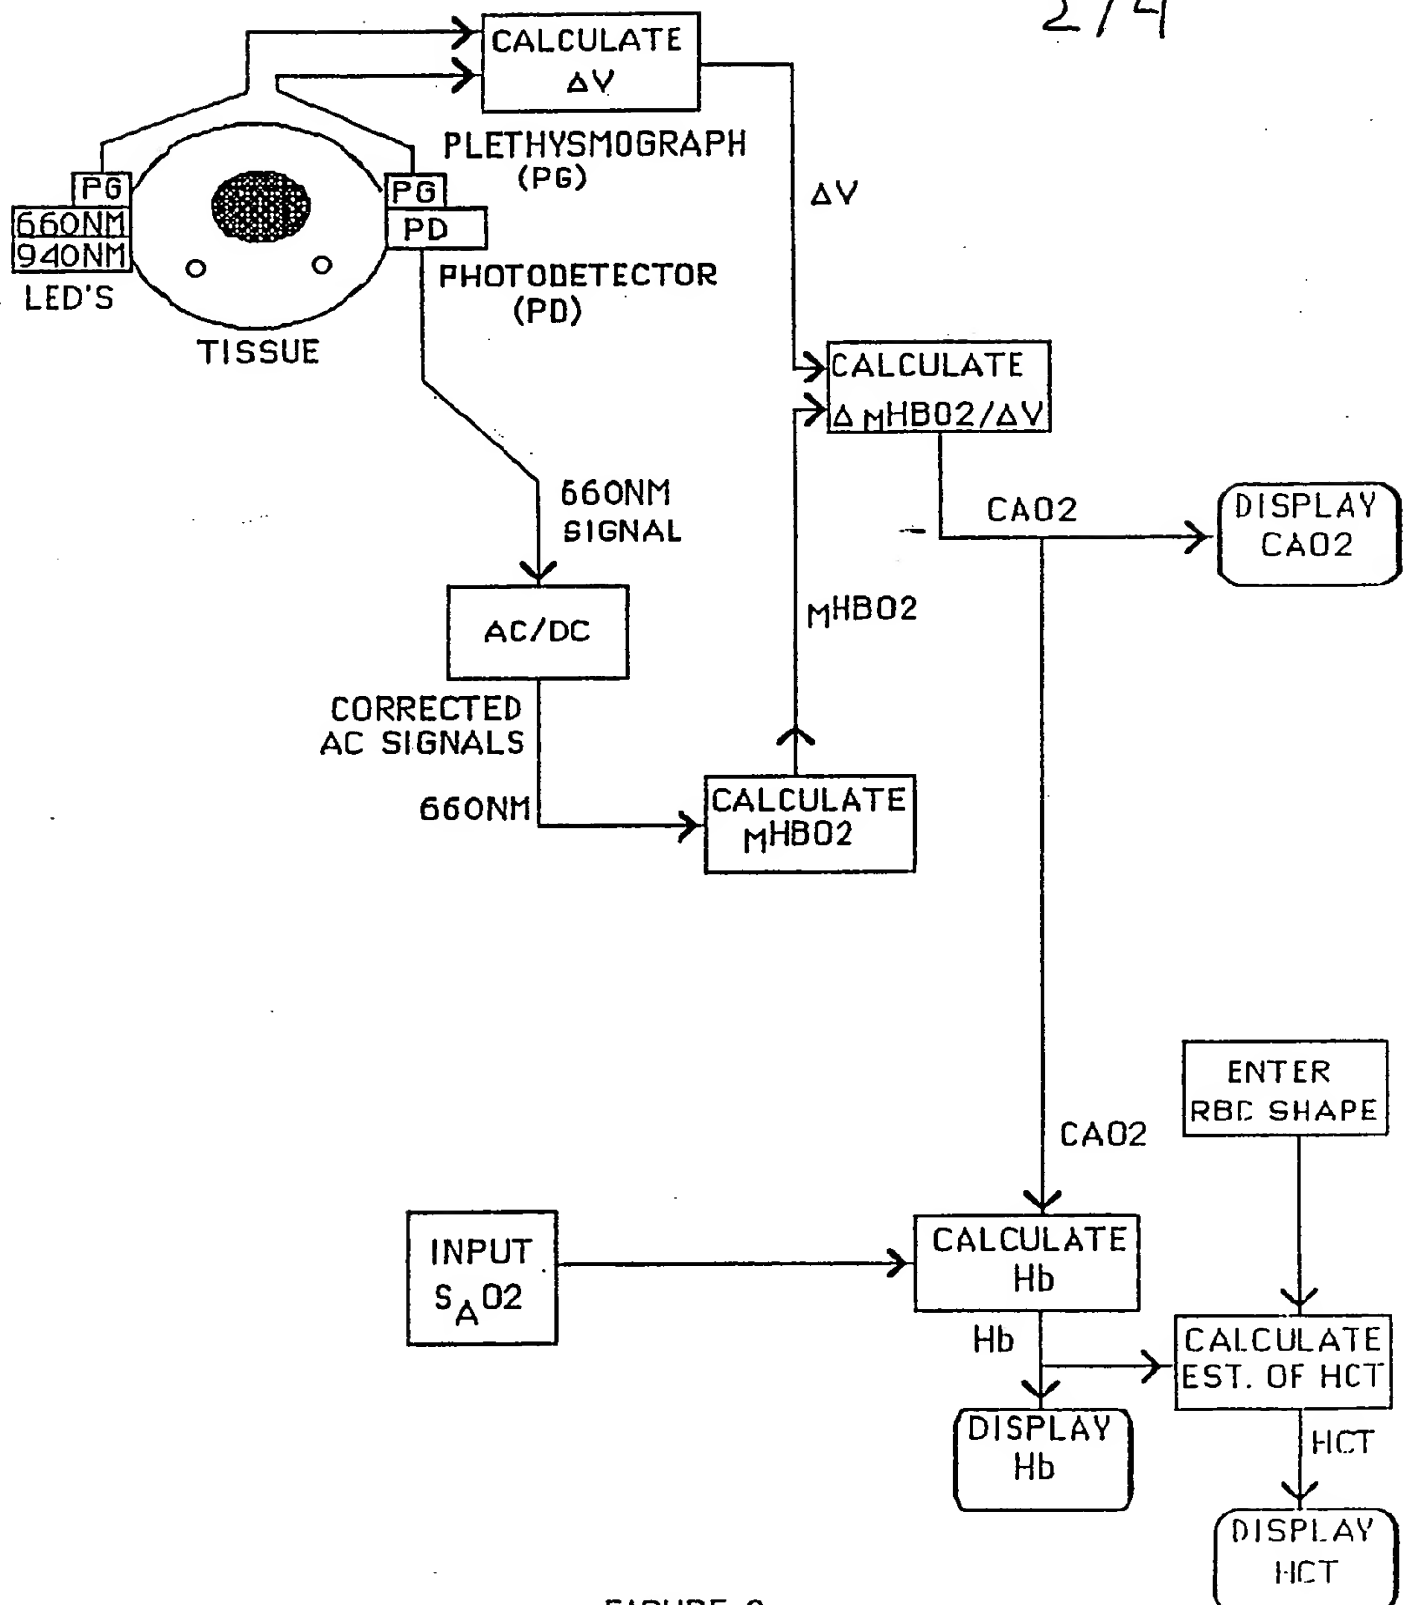 2/4
CALCULATE
ΔV
PLETHYSMOGRAPH
(PG)
PG
PG
660NM
940NM
LED'S
PD
PHOTODETECTOR
(PD)
TISSUE
ΔV
CALCULATE
Δ MHBO2/ΔV
660NM
SIGNAL
CAO2
DISPLAY
CAO2
AC/DC
MHBO2
CORRECTED
AC SIGNALS
660NM
CALCULATE
MHBO2
ENTER
RBC SHAPE
CAO2
INPUT
SAO2
CALCULATE
Hb
Hb
CALCULATE
EST. OF HCT
DISPLAY
Hb
HCT
DISPLAY
HCT